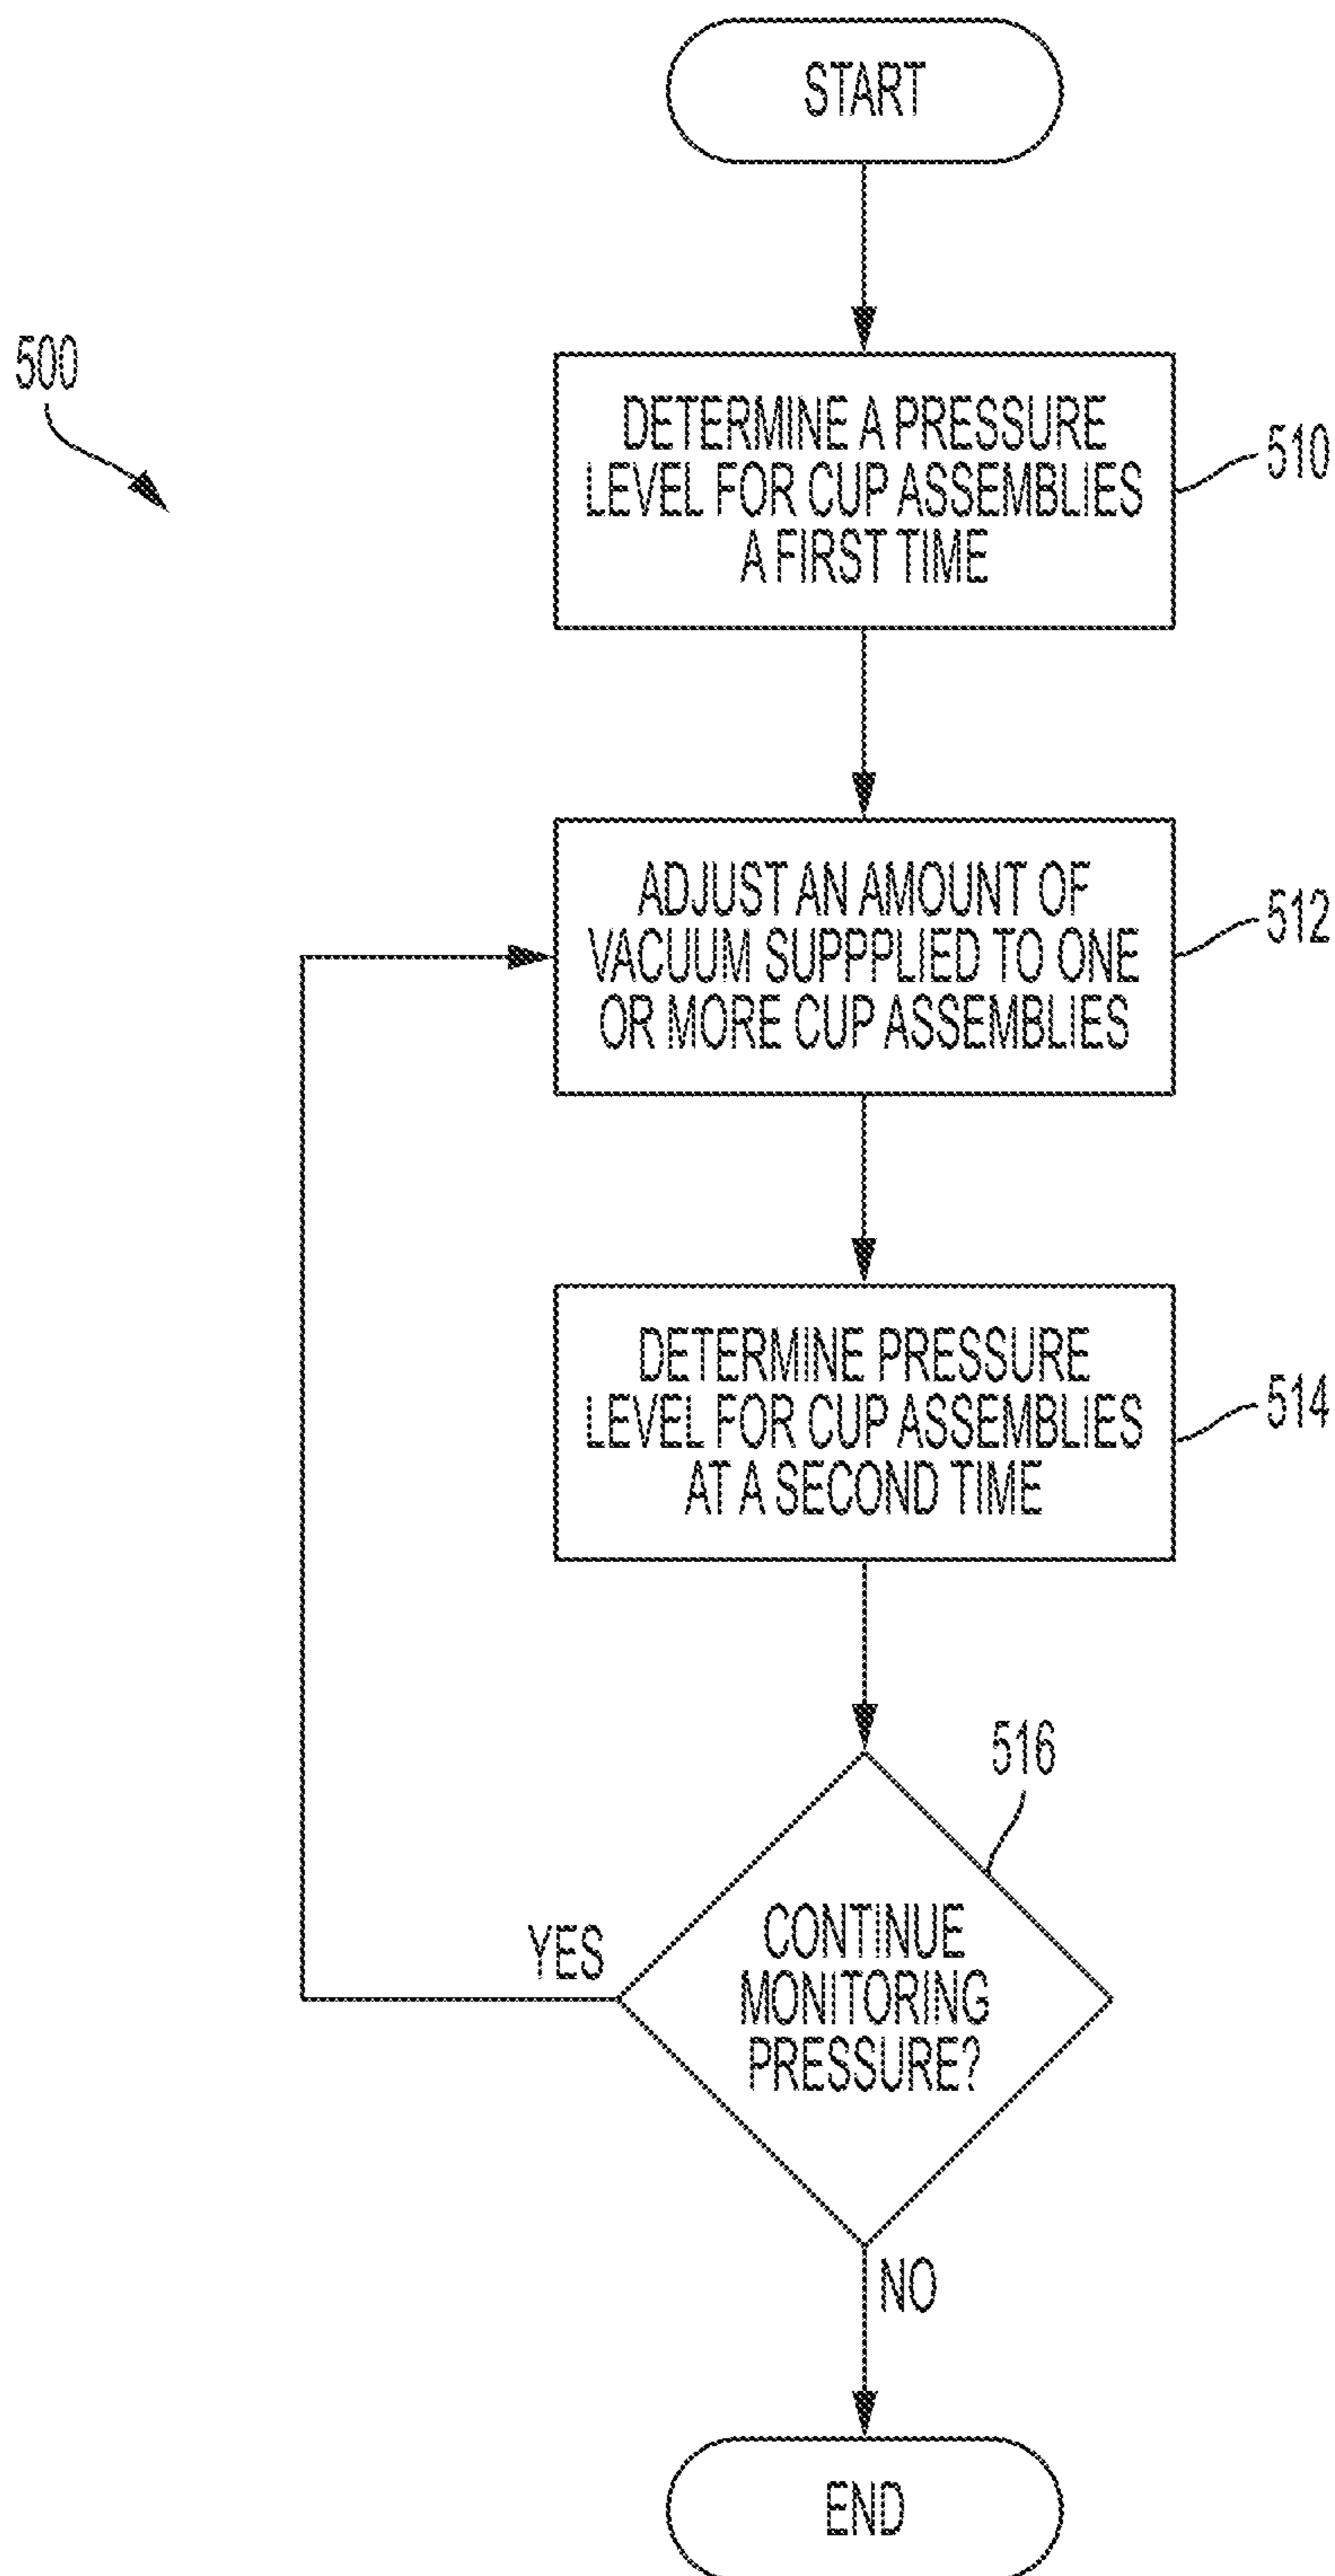 START
500
DETERMINE A PRESSURE
LEVEL FOR CUP ASSEMBLIES
A FIRST TIME
510
ADJUST AN AMOUNT OF
VACUUM SUPPPLIED TO ONE
OR MORE CUP ASSEMBLIES
512
DETERMINE PRESSURE
LEVEL FOR CUP ASSEMBLIES
AT A SECOND TIME
514
516
CONTINUE
MONITORING
PRESSURE?
YES
NO
END